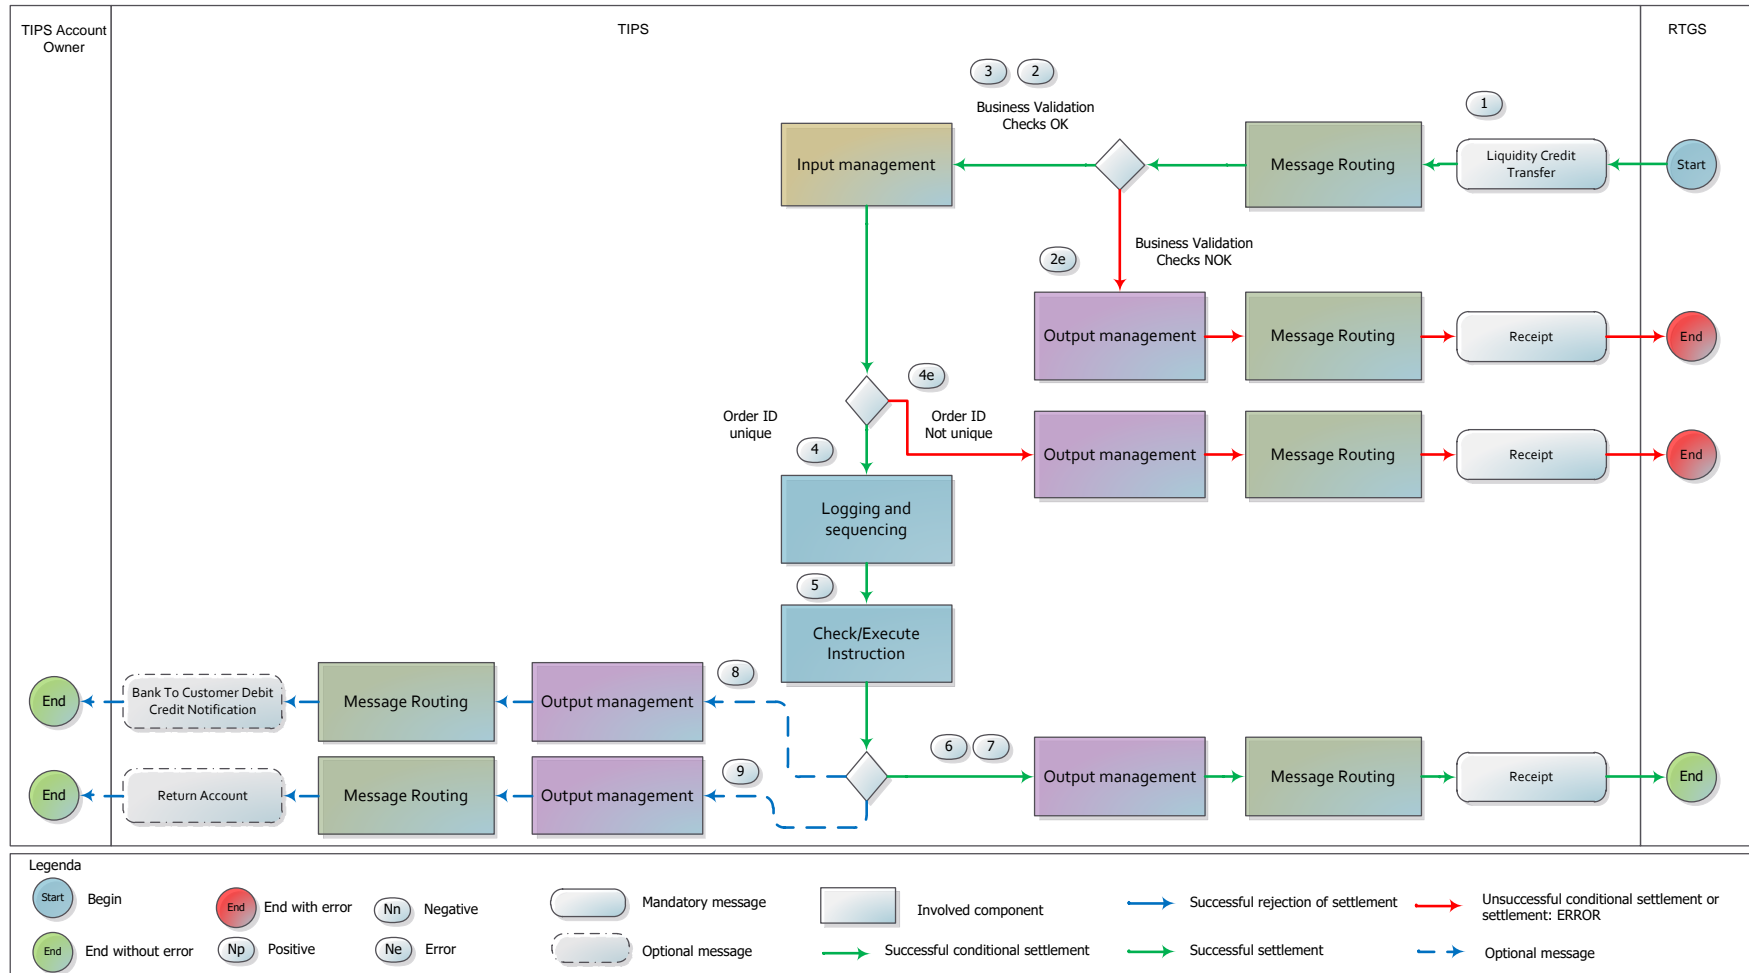 TIPS Account
Owner
TIPS
RTGS
3
2
1
Business Validation
Checks OK
Input management
Message Routing
Liquidity Credit
Transfer
Start
Business Validation
Checks NOK
2e
Output management
Message Routing
Receipt
End
4e
Order ID
unique
Order ID
Not unique
4
Output management
Message Routing
Receipt
End
Logging and
sequencing
5
Check/Execute
Instruction
End
Bank To Customer Debit
Credit Notification
Message Routing
Output management
8
6
7
Output management
Message Routing
Receipt
End
End
Return Account
Message Routing
Output management
9
Legenda
Start
Begin
End
End with error
Nn
Negative
Mandatory message
Involved component
Successful rejection of settlement
Unsuccessful conditional settlement or
settlement: ERROR
End
End without error
Np
Positive
Ne
Error
Optional message
Successful conditional settlement
Successful settlement
Optional message